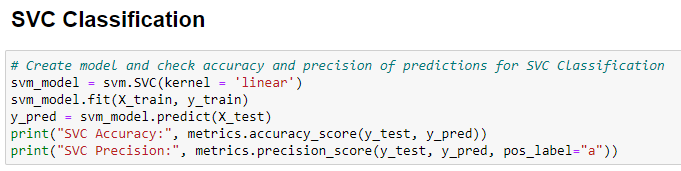 SVC Classification
# Create model and check accuracy and precision of predictions for SVC Classification
svm_model = svm.SVC(kernel = 'linear')
svm_model.fit(X_train, y_train)
y_pred = svm_model.predict(X_test)
print("SVC Accuracy:", metrics.accuracy_score(y_test, y_pred))
print("SVC Precision:", metrics.precision_score(y_test, y_pred, pos_label="a"))